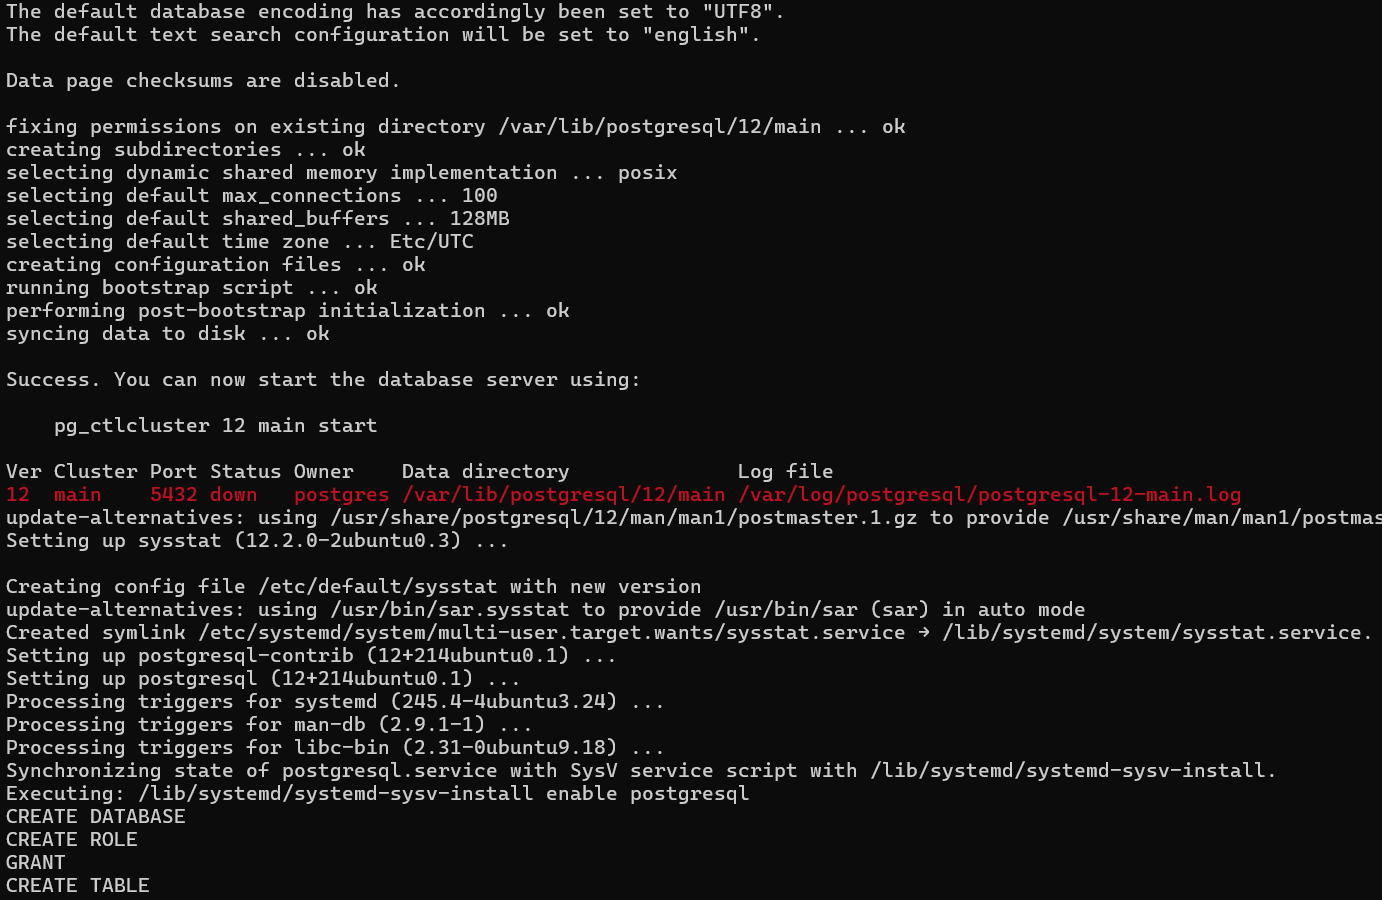 The default database encoding has accordingly been set to "UTF8".
The default text search configuration will be set to "english".
Data page checksums are disabled.
fixing permissions on existing directory /var/lib/postgresql/12/main ... ok
creating subdirectories ... ok
selecting dynamic shared memory implementation ... posix
selecting default max_connections ... 100
selecting default shared_buffers ... 128MB
selecting default time zone ... Etc/UTC
creating configuration files ... ok
running bootstrap script ... ok
performing post-bootstrap initialization ... ok
syncing data to disk ... ok
Success. You can now start the database server using:
    pg_ctlcluster 12 main start
Ver Cluster Port Status Owner    Data directory              Log file
12  main    5432 down   postgres /var/lib/postgresql/12/main /var/log/postgresql/postgresql-12-main.log
update-alternatives: using /usr/share/postgresql/12/man/man1/postmaster.1.gz to provide /usr/share/man/man1/postmas
Setting up sysstat (12.2.0-2ubuntu0.3) ...
Creating config file /etc/default/sysstat with new version
update-alternatives: using /usr/bin/sar.sysstat to provide /usr/bin/sar (sar) in auto mode
Created symlink /etc/systemd/system/multi-user.target.wants/sysstat.service → /lib/systemd/system/sysstat.service.
Setting up postgresql-contrib (12+214ubuntu0.1) ...
Setting up postgresql (12+214ubuntu0.1) ...
Processing triggers for systemd (245.4-4ubuntu3.24) ...
Processing triggers for man-db (2.9.1-1) ...
Processing triggers for libc-bin (2.31-0ubuntu9.18) ...
Synchronizing state of postgresql.service with SysV service script with /lib/systemd/systemd-sysv-install.
Executing: /lib/systemd/systemd-sysv-install enable postgresql
CREATE DATABASE
CREATE ROLE
GRANT
CREATE TABLE